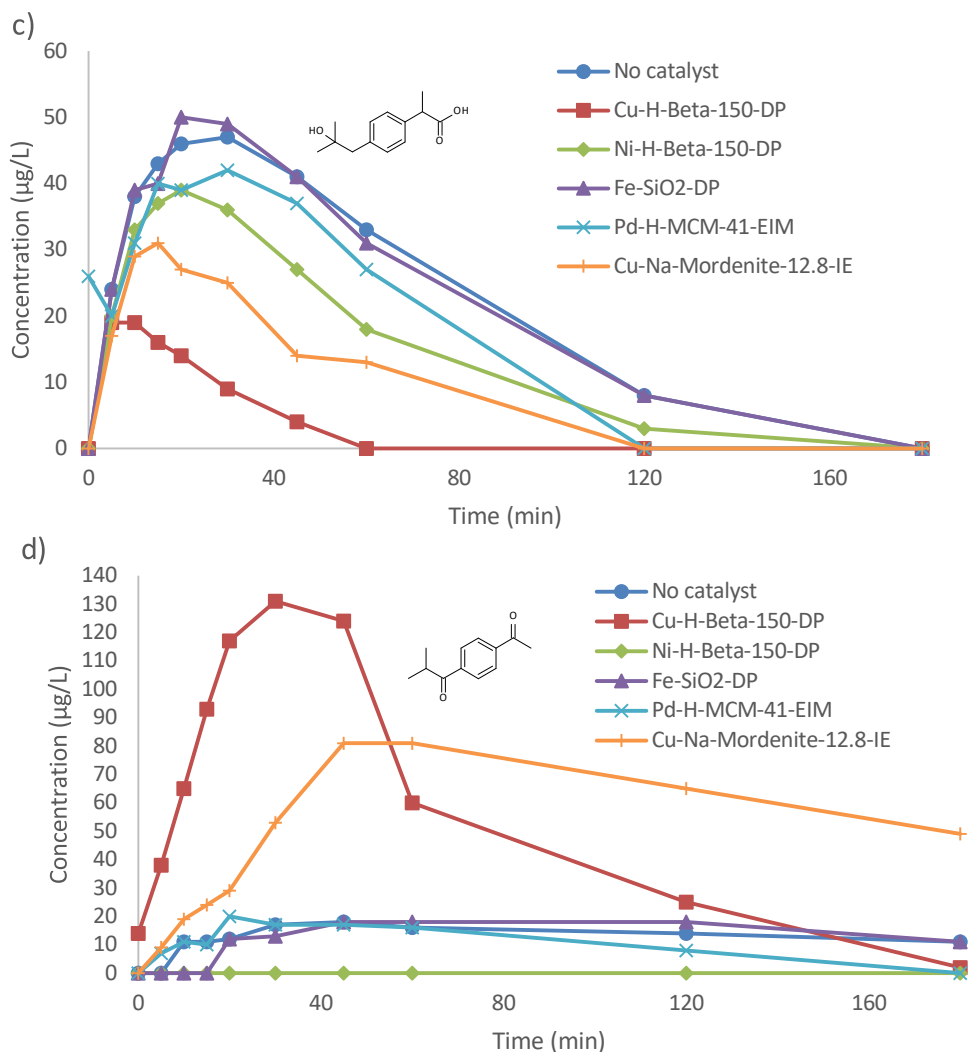 c)
60
50
40
30
20
10
0
Concentration (µg/L)
0 40 80 120 160
Time (min)
No catalyst
Cu-H-Beta-150-DP
Ni-H-Beta-150-DP
Fe-SiO2-DP
Pd-H-MCM-41-EIM
Cu-Na-Mordenite-12.8-IE
HO
OH
O
d)
140
130
120
110
100
90
80
70
60
50
40
30
20
10
0
Concentration (µg/L)
0 40 80 120 160
Time (min)
No catalyst
Cu-H-Beta-150-DP
Ni-H-Beta-150-DP
Fe-SiO2-DP
Pd-H-MCM-41-EIM
Cu-Na-Mordenite-12.8-IE
O
O